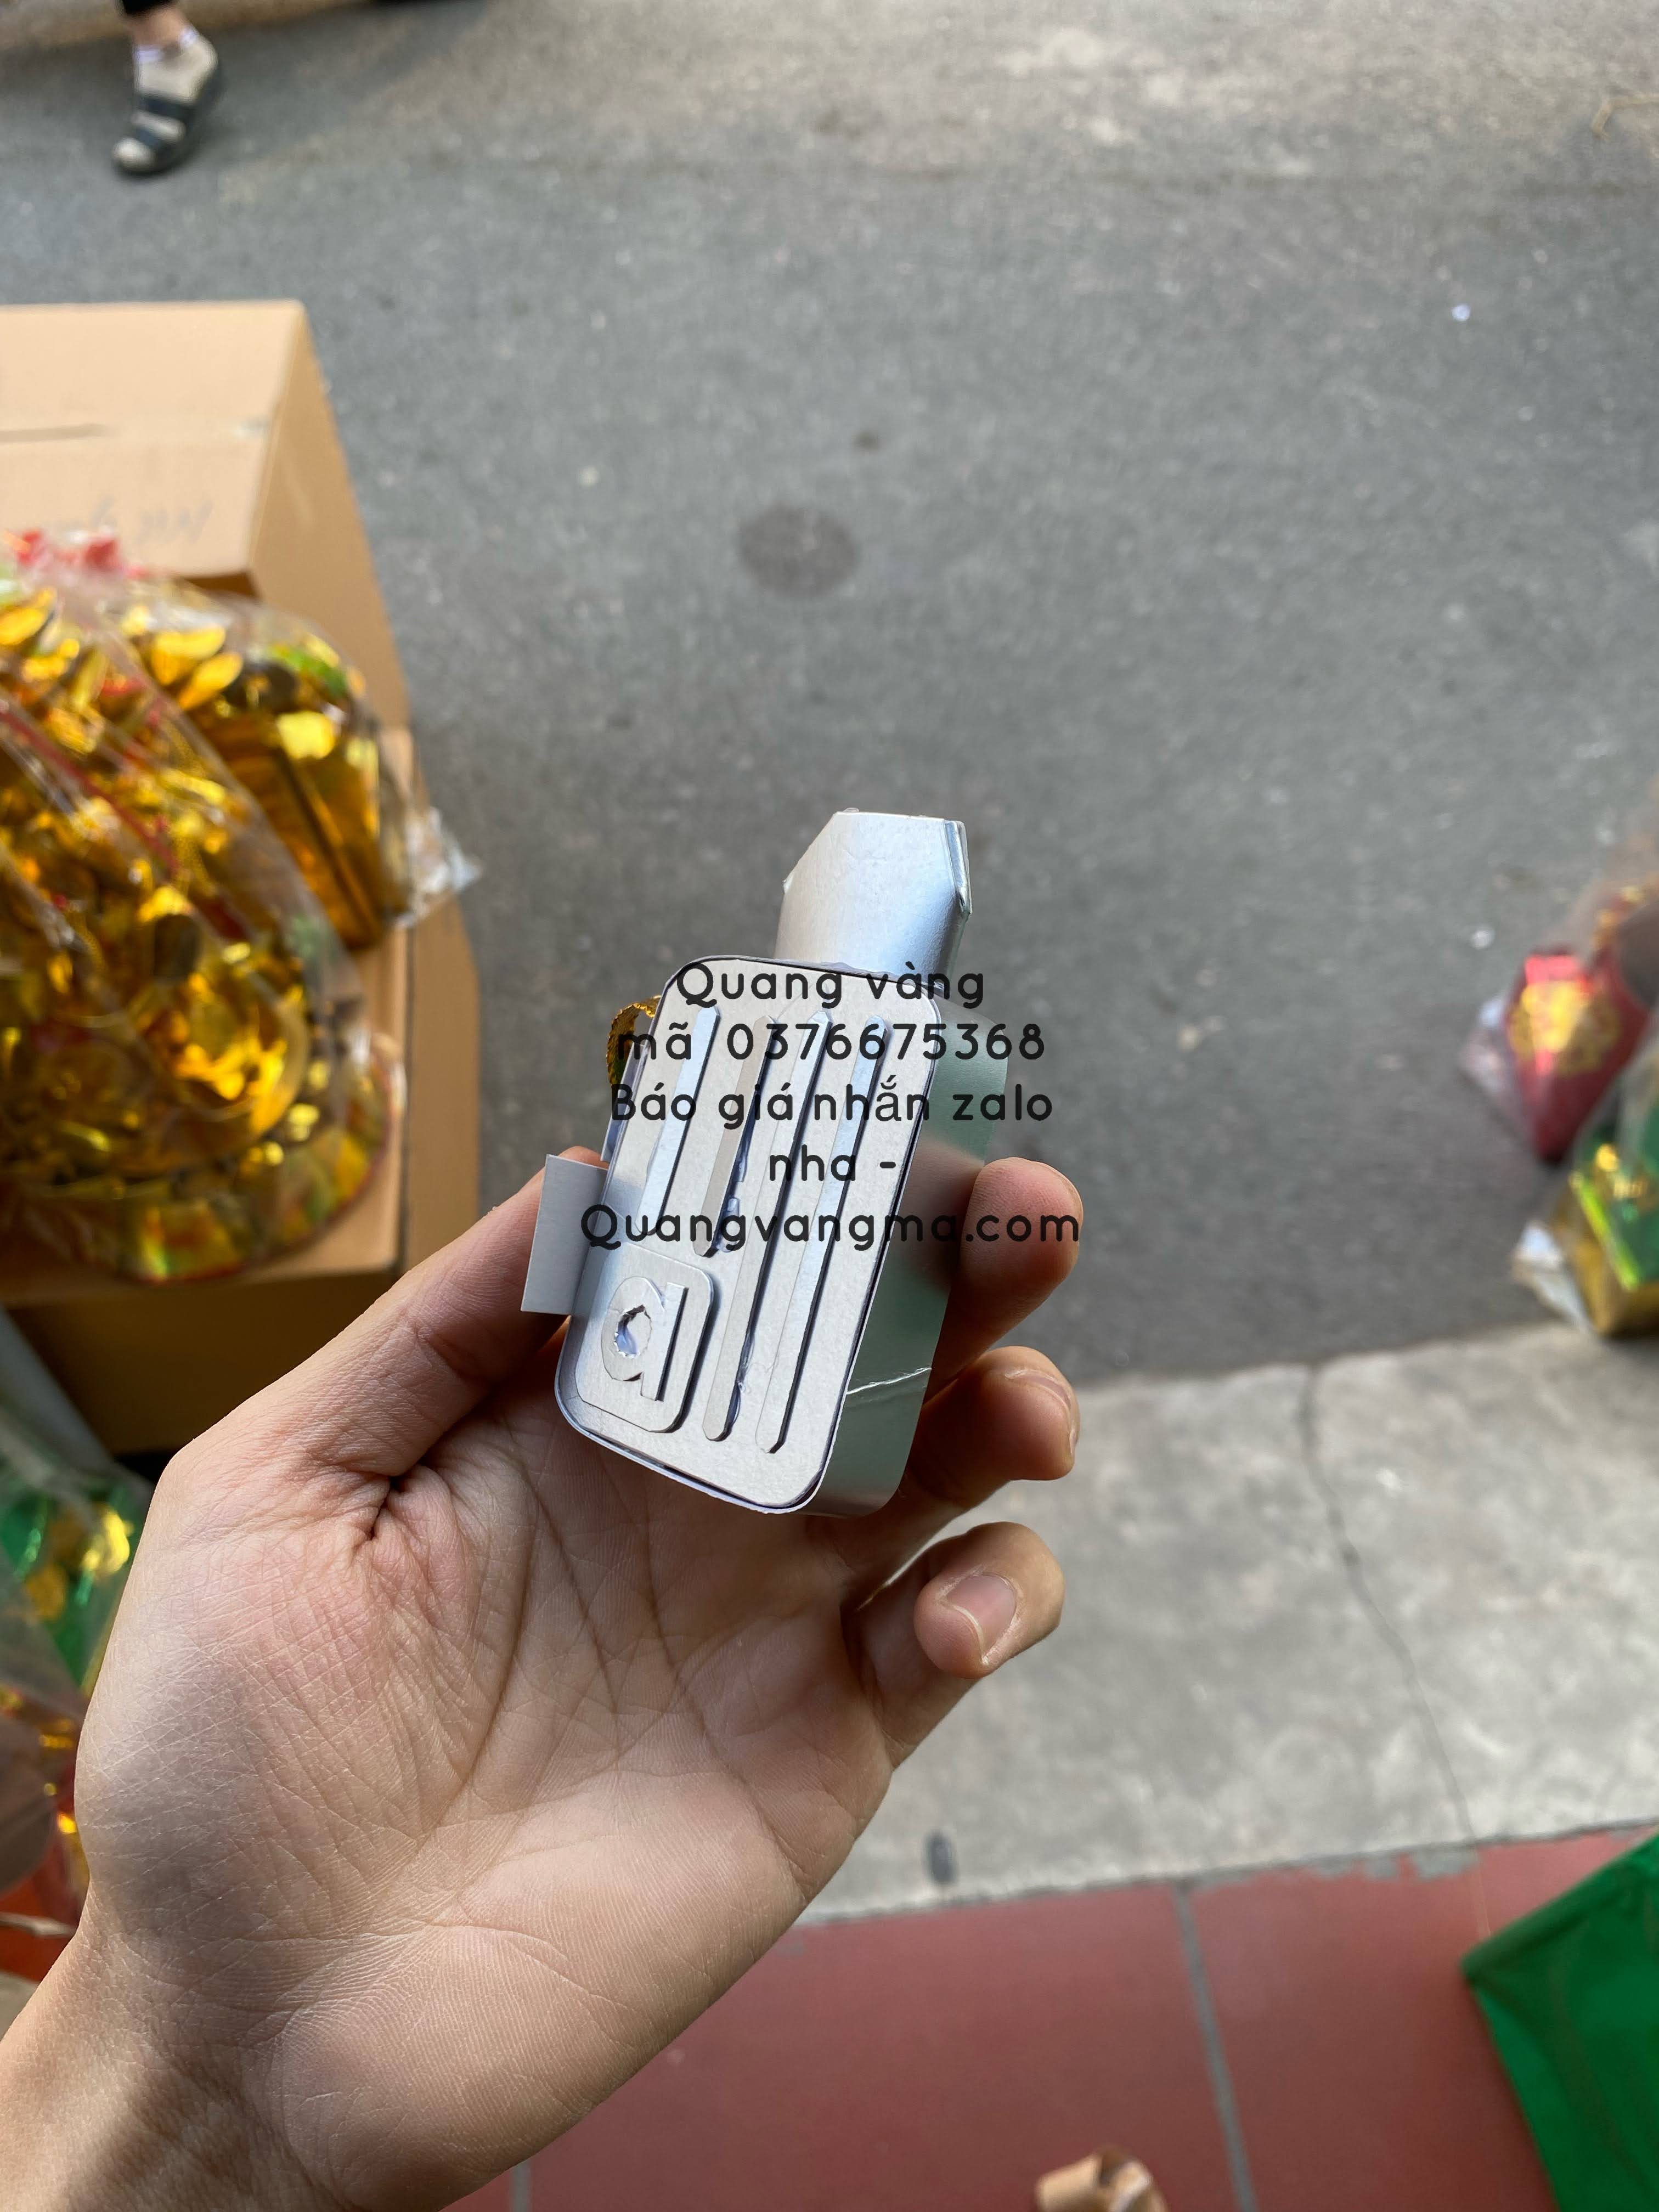 Quang vàng
mã 0376675368
Báo giá nhắn zalo
nha -
Quangvangma.com
a